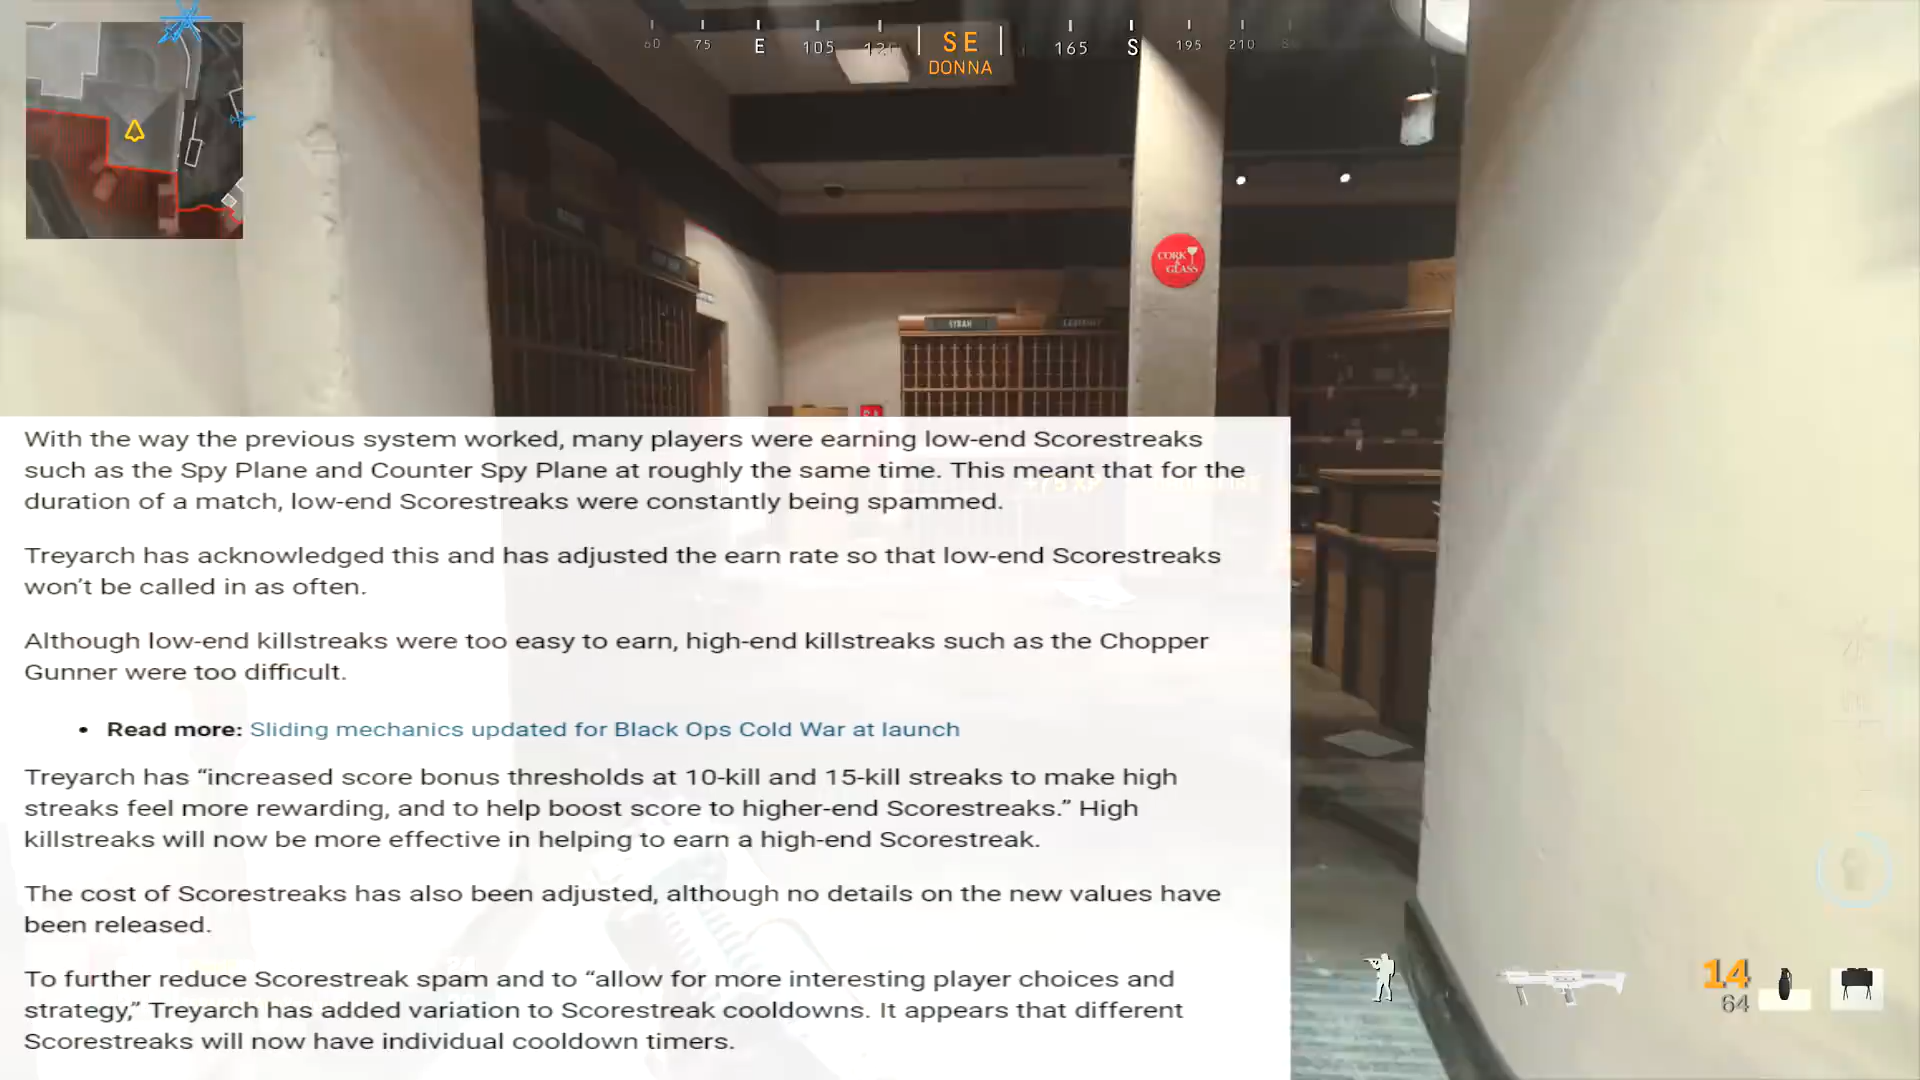 60 75 E 105 120 SE 165 S 195 210
DONNA
CORK
&
GLASS
SYRAH
With the way the previous system worked, many players were earning low-end Scorestreaks
such as the Spy Plane and Counter Spy Plane at roughly the same time. This meant that for the
duration of a match, low-end Scorestreaks were constantly being spammed.
Treyarch has acknowledged this and has adjusted the earn rate so that low-end Scorestreaks
won’t be called in as often.
Although low-end killstreaks were too easy to earn, high-end killstreaks such as the Chopper
Gunner were too difficult.
• Read more: Sliding mechanics updated for Black Ops Cold War at launch
Treyarch has “increased score bonus thresholds at 10-kill and 15-kill streaks to make high
streaks feel more rewarding, and to help boost score to higher-end Scorestreaks.” High
killstreaks will now be more effective in helping to earn a high-end Scorestreak.
The cost of Scorestreaks has also been adjusted, although no details on the new values have
been released.
To further reduce Scorestreak spam and to “allow for more interesting player choices and
strategy,” Treyarch has added variation to Scorestreak cooldowns. It appears that different
Scorestreaks will now have individual cooldown timers.
14
64